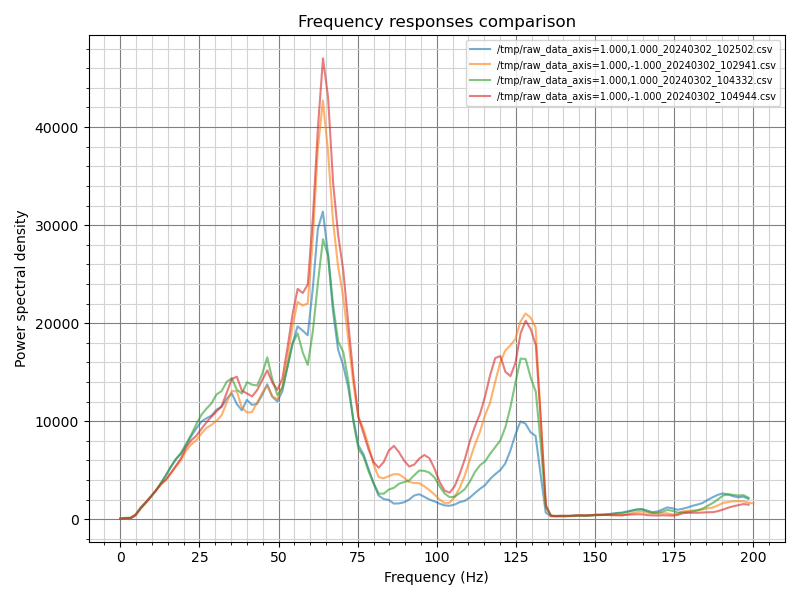 Frequency responses comparison
/tmp/raw_data_axis=1.000,1.000_20240302_102502.csv
/tmp/raw_data_axis=1.000,-1.000_20240302_102941.csv
/tmp/raw_data_axis=1.000,1.000_20240302_104332.csv
/tmp/raw_data_axis=1.000,-1.000_20240302_104944.csv
Power spectral density
40000
30000
20000
10000
0
0 25 50 75 100 125 150 175 200
Frequency (Hz)